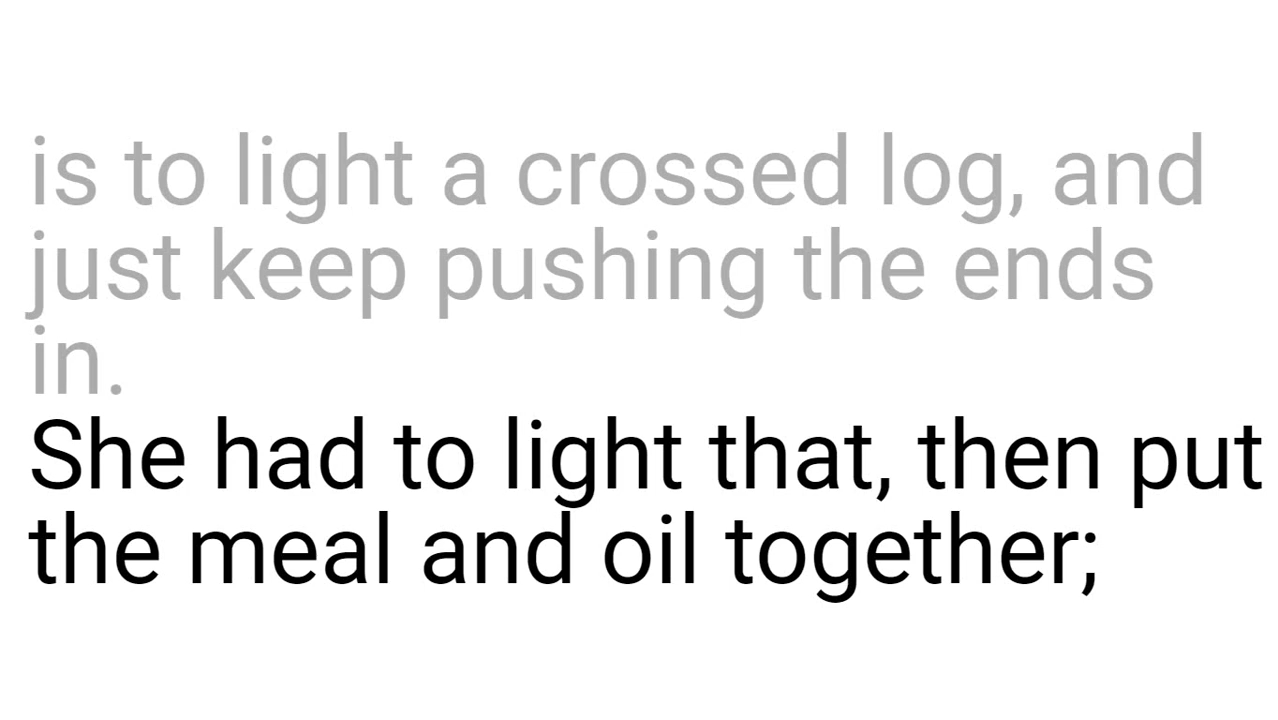 is to light a crossed log, and
just keep pushing the ends
in.
She had to light that, then put
the meal and oil together;